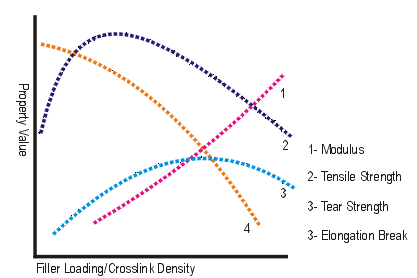 Property Value
1
2
3
4
1- Modulus
2- Tensile Strength
3- Tear Strength
3- Elongation Break
Filler Loading/Crosslink Density